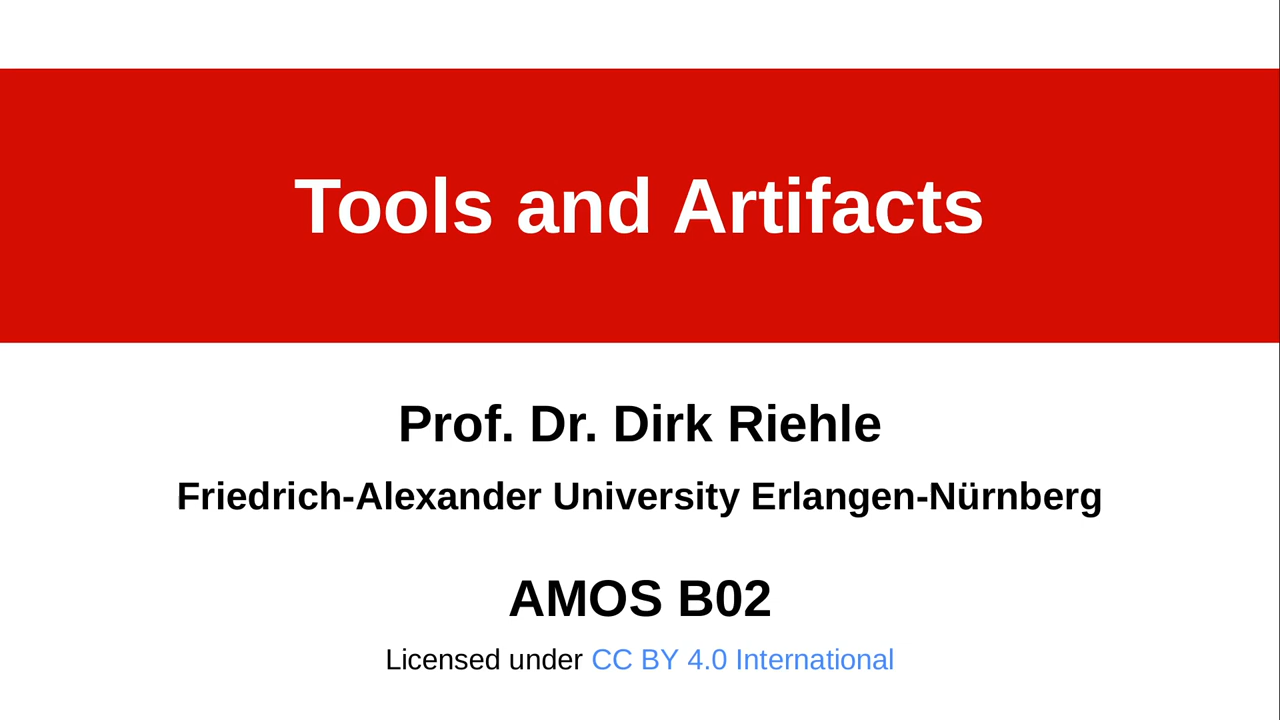 Tools and Artifacts
Prof. Dr. Dirk Riehle
Friedrich-Alexander University Erlangen-Nürnberg
AMOS B02
Licensed under CC BY 4.0 International